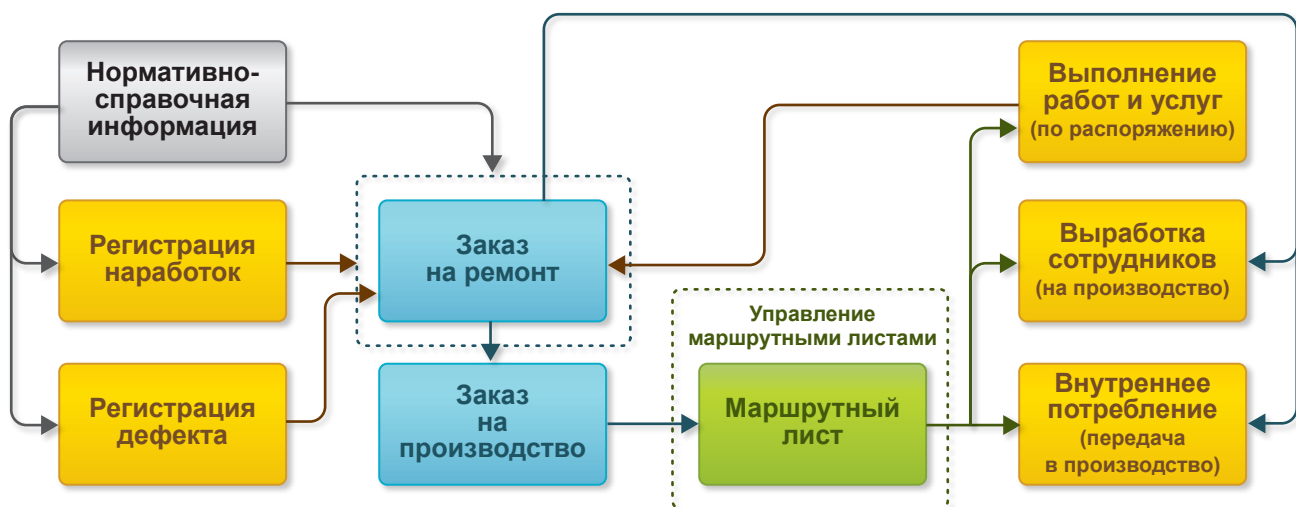 Нормативно-
справочная
информация
Выполнение
работ и услуг
(по распоряжению)
Регистрация
наработок
Заказ
на ремонт
Выработка
сотрудников
(на производство)
Управление
маршрутными листами
Регистрация
дефекта
Заказ
на
производство
Маршрутный
лист
Внутреннее
потребление
(передача
в производство)